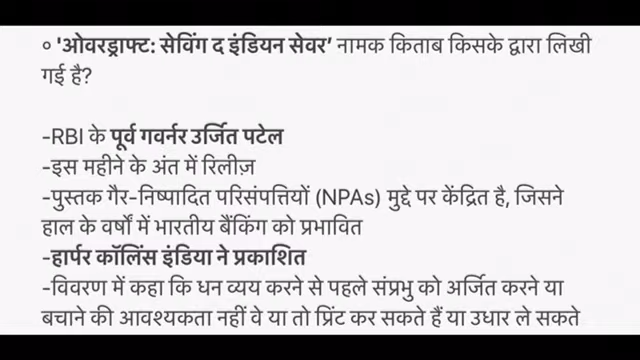 ० 'ओवरड्राफ्ट: सेविंग द इंडियन सेवर’ नामक किताब किसके द्वारा लिखी
गई है?
-RBI के पूर्व गवर्नर उर्जित पटेल
-इस महीने के अंत में रिलीज़
-पुस्तक गैर-निष्पादित परिसंपत्तियों (NPAs) मुद्दे पर केंद्रित है, जिसने
हाल के वर्षों में भारतीय बैंकिंग को प्रभावित
-हार्पर कॉलिंस इंडिया ने प्रकाशित
-विवरण में कहा कि धन व्यय करने से पहले संप्रभु को अर्जित करने या
बचाने की आवश्यकता नहीं वे या तो प्रिंट कर सकते हैं या उधार ले सकते